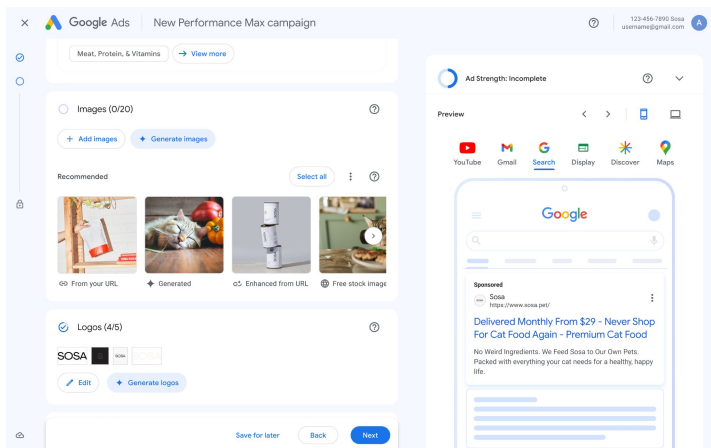 Google Ads
New Performance Max campaign
123-456-7890 Sosa
username@gmail.com
A
Meat, Protein, & Vitamins
→ View more
Images (0/20)
+ Add images
Generate images
Recommended
Select all
From your URL
Generated
Enhanced from URL
Free stock image
Logos (4/5)
SOSA
S
SOSA
SOSA
Edit
Generate logos
Save for later
Back
Next
Ad Strength: Incomplete
Preview
YouTube
Gmail
Search
Display
Discover
Maps
Google
Sponsored
Sosa
https://www.sosa.pet/
Delivered Monthly From $29 - Never Shop
For Cat Food Again - Premium Cat Food
No Weird Ingredients. We Feed Sosa to Our Own Pets.
Packed with everything your cat needs for a healthy, happy
life.